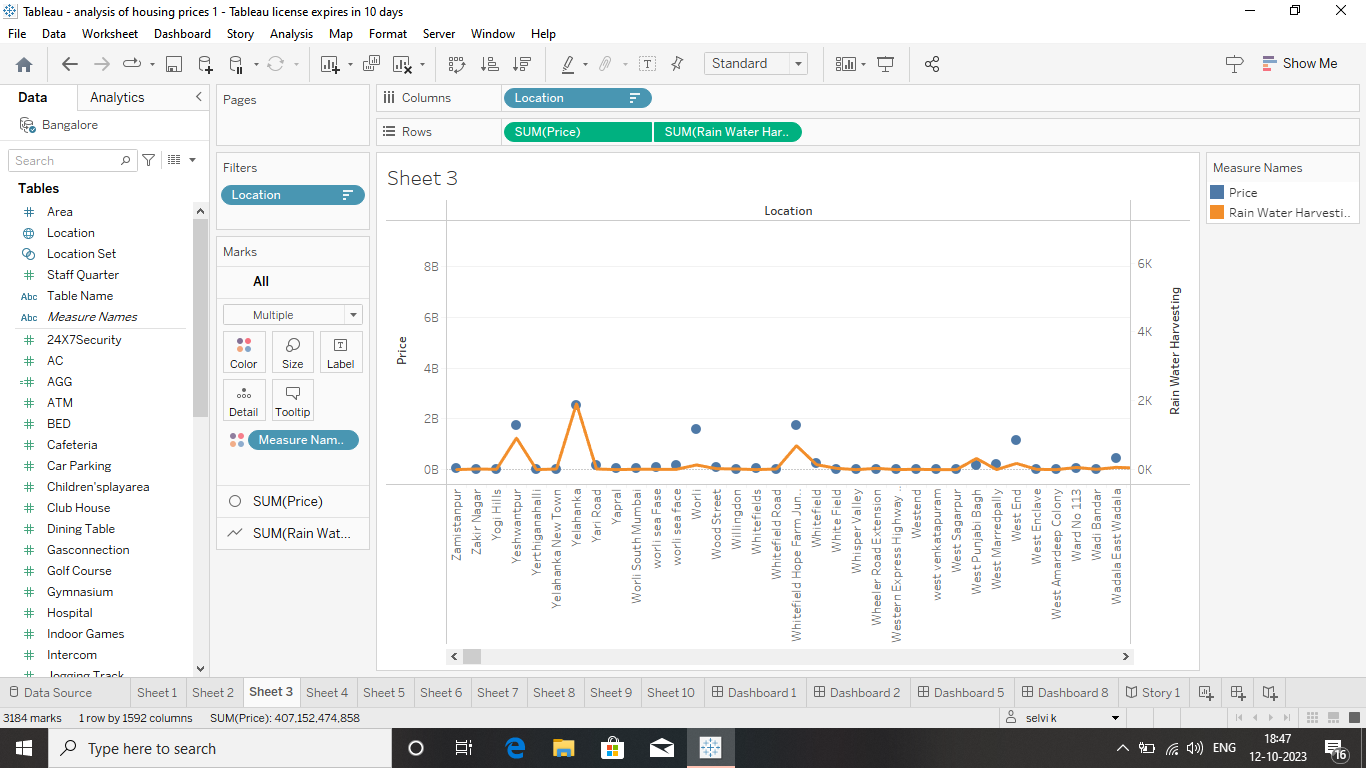 Tableau - analysis of housing prices 1 - Tableau license expires in 10 days
File Data Worksheet Dashboard Story Analysis Map Format Server Window Help
Standard
Show Me
Data Analytics
Bangalore
Search
Tables
Area
Location
Location Set
Staff Quarter
Abc Table Name
Abc Measure Names
24X7Security
AC
AGG
ATM
BED
Cafeteria
Car Parking
Children'splayarea
Club House
Dining Table
Gasconnection
Golf Course
Gymnasium
Hospital
Indoor Games
Intercom
Jogging Track
Pages
Filters
Location
Marks
All
Multiple
Color Size Label
Detail Tooltip
Measure Nam..
SUM(Price)
SUM(Rain Wat...
Columns Location
Rows SUM(Price) SUM(Rain Water Har..
Sheet 3
Location
Price
8B
6B
4B
2B
0B
Rain Water Harvesting
6K
4K
2K
0K
Zamistanpur
Zakir Nagar
Yogi Hills
Yeshwantpur
Yerthiganahalli
Yelahanka New Town
Yelahanka
Yari Road
Yapral
Worli South Mumbai
worli sea Fase
worli sea face
Worli
Wood Street
Willingdon
Whitefields
Whitefield Road
Whitefield Hope Farm Jun..
Whitefield
White Field
Whisper Valley
Wheeler Road Extension
Western Express Highway ..
Westend
west venkatapuram
West Sagarpur
West Punjabi Bagh
West Marredpally
West End
West Enclave
West Amardeep Colony
Ward No 113
Wadi Bandar
Wadala East Wadala
Measure Names
Price
Rain Water Harvesti..
Data Source Sheet 1 Sheet 2 Sheet 3 Sheet 4 Sheet 5 Sheet 6 Sheet 7 Sheet 8 Sheet 9 Sheet 10 Dashboard 1 Dashboard 2 Dashboard 5 Dashboard 8 Story 1
3184 marks 1 row by 1592 columns SUM(Price): 407,152,474,858
selvi k
Type here to search
ENG
18:47
12-10-2023
16